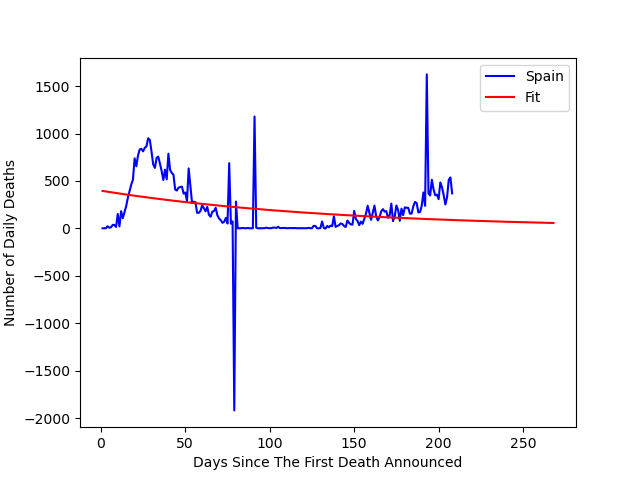 Spain
Fit
1500
1000
500
0
−500
−1000
−1500
−2000
Number of Daily Deaths
0 50 100 150 200 250
Days Since The First Death Announced